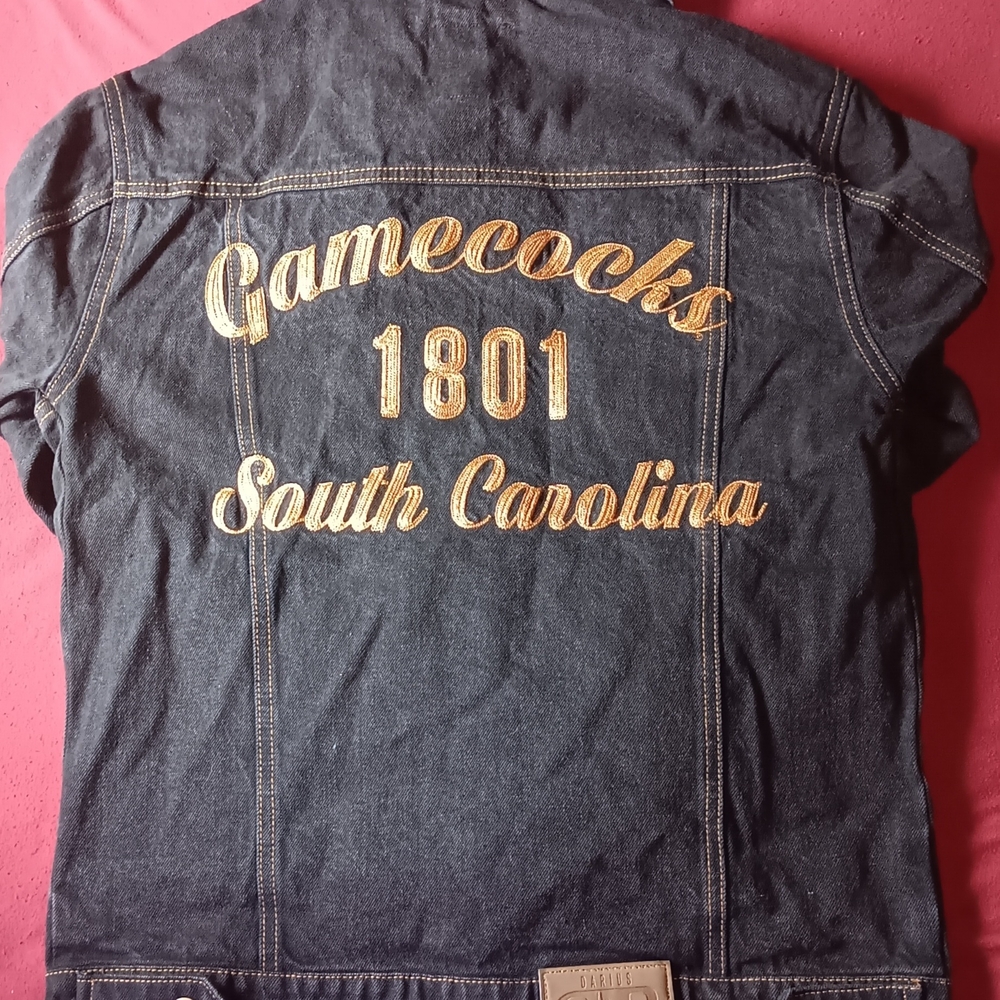 Gamecocks
1801
South Carolina
DARIUS